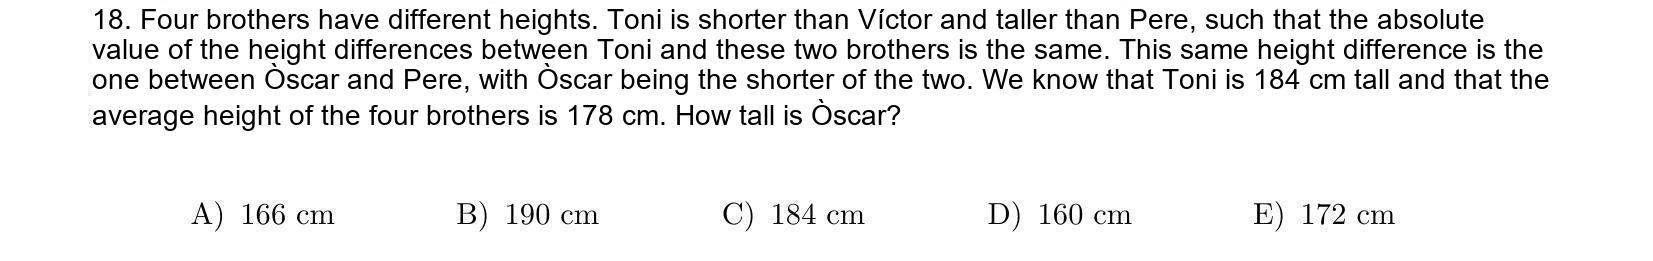 18. Four brothers have different heights. Toni is shorter than Víctor and taller than Pere, such that the absolute
value of the height differences between Toni and these two brothers is the same. This same height difference is the
one between Òscar and Pere, with Òscar being the shorter of the two. We know that Toni is 184 cm tall and that the
average height of the four brothers is 178 cm. How tall is Òscar?
A) 166 cm B) 190 cm C) 184 cm D) 160 cm E) 172 cm